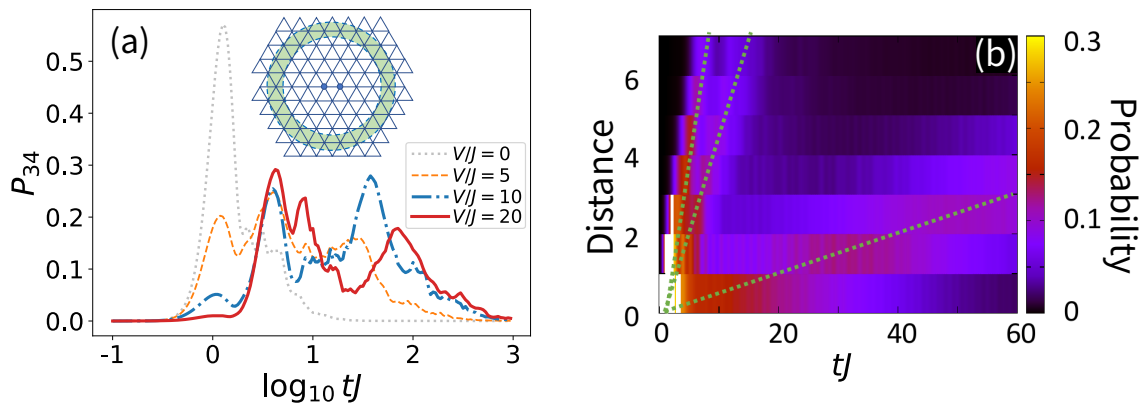 (a)
0.5
0.4
0.3
0.2
0.1
0.0
P34
V/J = 0
V/J = 5
V/J = 10
V/J = 20
-1 0 1 2 3
log10 tJ
(b)
6
4
2
0
Distance
0 20 40 60
tJ
0.3
0.2
0.1
0
Probability